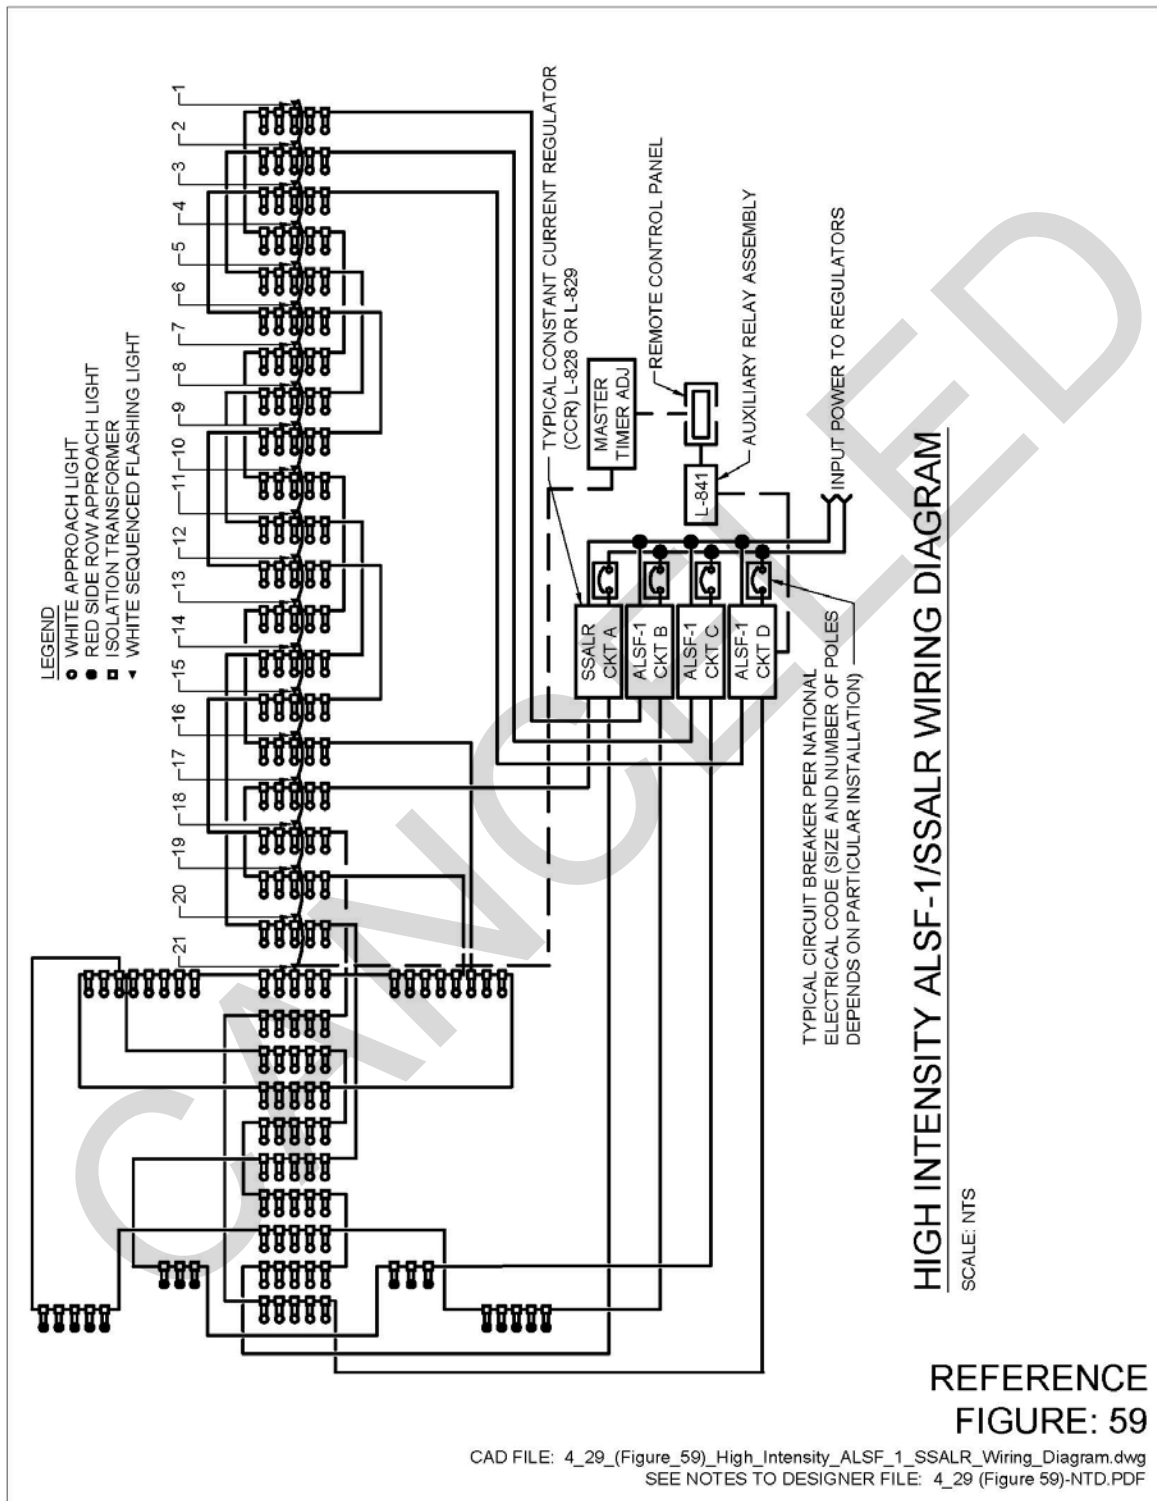 LEGEND
WHITE APPROACH LIGHT
RED SIDE ROW APPROACH LIGHT
ISOLATION TRANSFORMER
WHITE SEQUENCED FLASHING LIGHT
1
2
3
4
5
6
7
8
9
10
11
12
13
14
15
16
17
18
19
20
21
TYPICAL CONSTANT CURRENT REGULATOR
(CCR) L-828 OR L-829
MASTER
TIMER ADJ
REMOTE CONTROL PANEL
L-841
AUXILIARY RELAY ASSEMBLY
INPUT POWER TO REGULATORS
SSALR
CKT A
ALSF-1
CKT B
ALSF-1
CKT C
ALSF-1
CKT D
TYPICAL CIRCUIT BREAKER PER NATIONAL
ELECTRICAL CODE (SIZE AND NUMBER OF POLES
DEPENDS ON PARTICULAR INSTALLATION)
HIGH INTENSITY ALSF-1/SSALR WIRING DIAGRAM
SCALE: NTS
CANCELED
REFERENCE
FIGURE: 59
CAD FILE: 4_29_(Figure_59)_High_Intensity_ALSF_1_SSALR_Wiring_Diagram.dwg
SEE NOTES TO DESIGNER FILE: 4_29 (Figure 59)-NTD.PDF